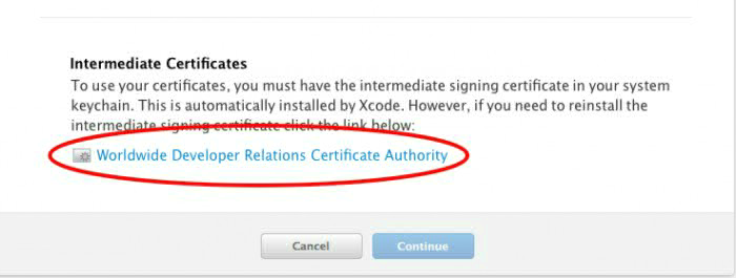 Intermediate Certificates
To use your certificates, you must have the intermediate signing certificate in your system
keychain. This is automatically installed by Xcode. However, if you need to reinstall the
intermediate signing certificate click the link below:
Worldwide Developer Relations Certificate Authority
Cancel
Continue